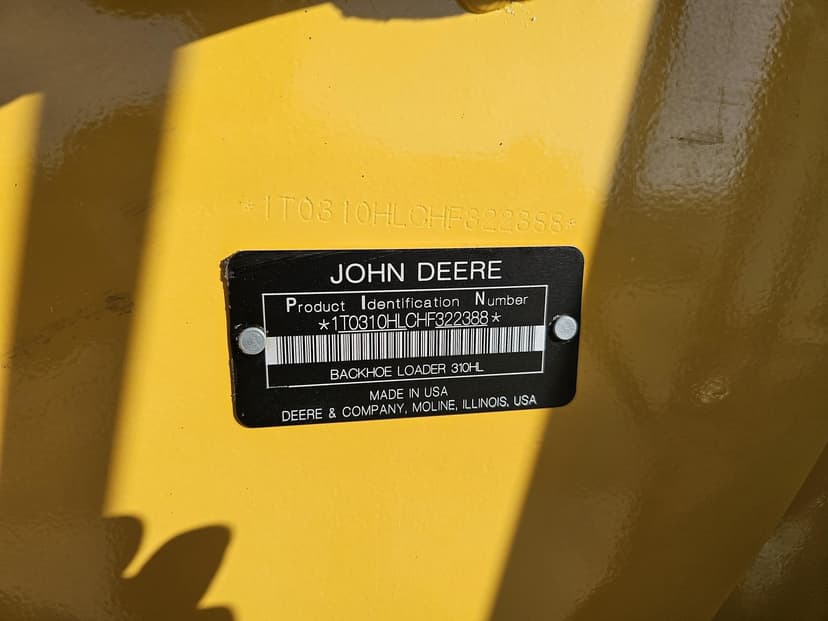 *1T0310HLCHF322388*
JOHN DEERE
Product Identification Number
*1T0310HLCHF322388*
BACKHOE LOADER 310HL
MADE IN USA
DEERE & COMPANY, MOLINE, ILLINOIS, USA